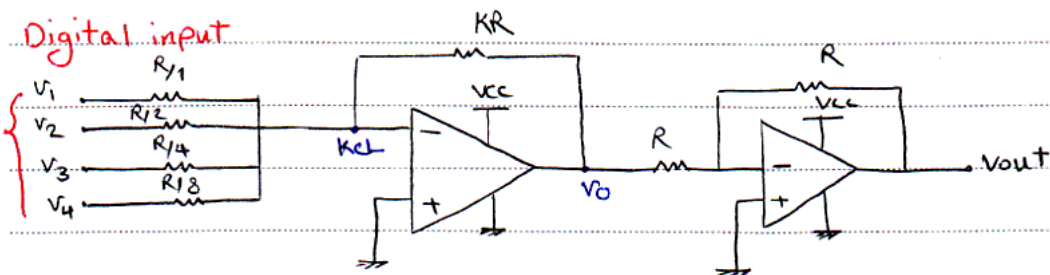 Digital input
KR
R
R/1
V1
VCC
VCC
R/2
V2
-
KCL
R
-
Vout
R/4
V3
Vo
R/8
V4
+
+